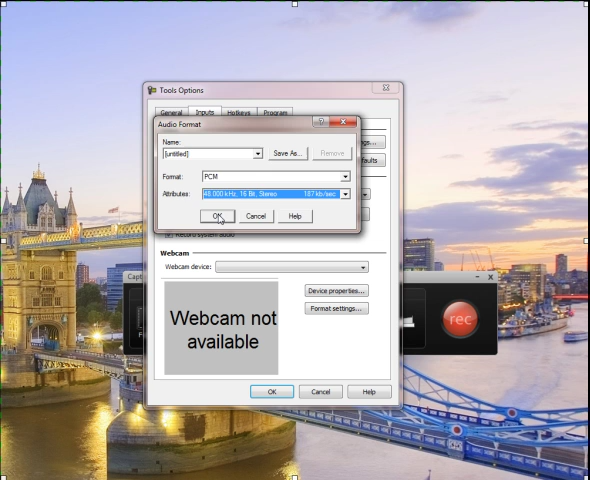 Tools Options
General Inputs Hotkeys Program
Audio Format
Name:
[untitled] Save As... Remove
Format: PCM
Attributes: 48.000 kHz, 16 Bit, Stereo 187 kb/sec
OK Cancel Help
faults
Record system audio
Webcam
Webcam device:
Capt
Device properties...
Format settings...
Webcam not
available
rec
OK Cancel Help